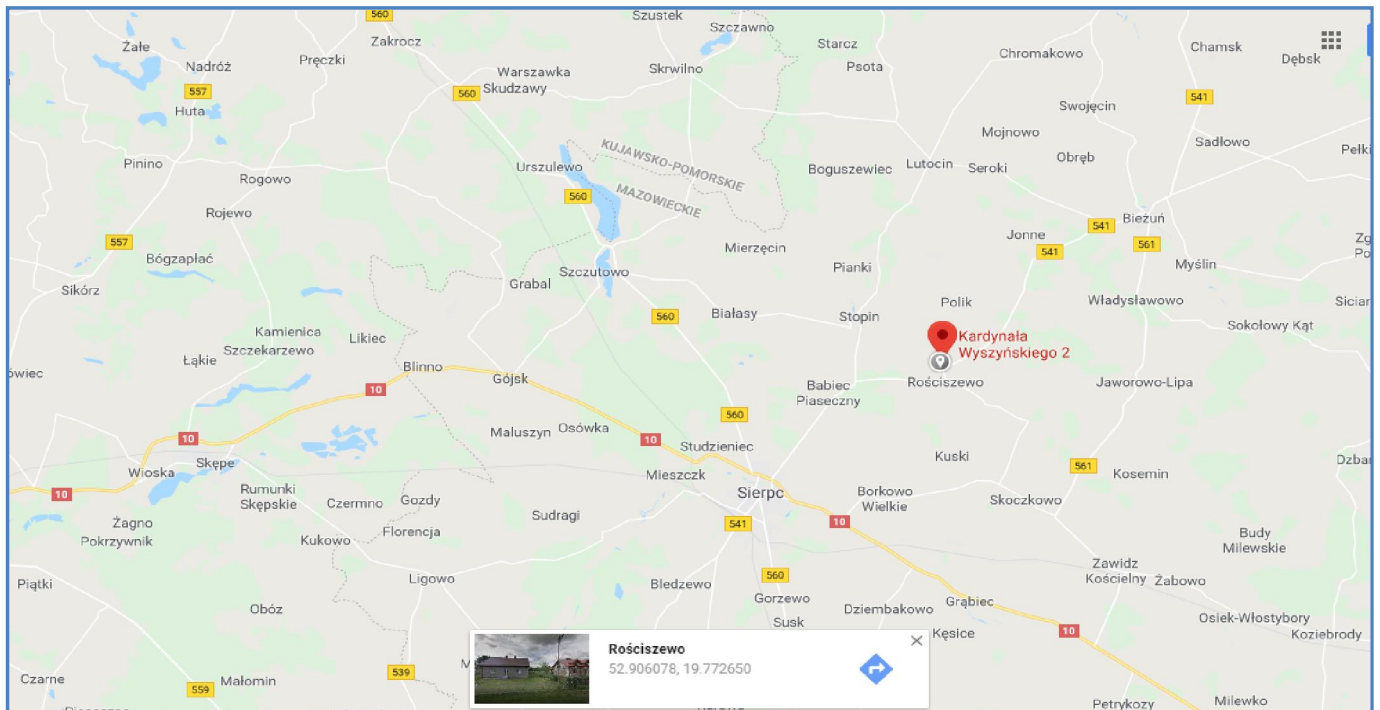 560
Szustek
Szczawno
Zakrocz
Żałe
Starcz
Chromakowo
Chamsk
Dębsk
Nadróż
Pręczki
Skrwilno
Psota
Warszawka
Skudzawy
560
557
541
Huta
Swojęcin
Mojnowo
Sadłowo
Obręb
Pełki
KUJAWSKO-POMORSKIE
Pinino
Urszulewo
Boguszewiec
Lutocin
Seroki
Rogowo
560
MAZOWIECKIE
Rojewo
Bieżuń
541
Jonne
557
Mierzęcin
541
561
Bógzapłać
Pianki
Myślin
Szczutowo
Grabal
Sikórz
Polik
Władysławowo
560
Białasy
Stopin
Sokołowy Kąt
Kamienica
Likiec
Kardynała
Wyszyńskiego 2
Szczekarzewo
Łąkie
Blinno
Gójsk
Babiec
Piaseczny
Rościszewo
Jaworowo-Lipa
10
560
Maluszyn
Osówka
10
10
Studzieniec
Kuski
Skępe
Wioska
Mieszczk
561
Kosemin
10
Rumunki
Skępskie
Czermno
Gozdy
Sierpc
Borkowo
Wielkie
Skoczkowo
Sudragi
541
10
Żagno
Pokrzywnik
Florencja
Kukowo
Budy
Milewskie
Zawidz
Kościelny
Żabowo
Piątki
Ligowo
Bledzewo
560
Gorzewo
Obóz
Dziembakowo
Grąbiec
Susk
Osiek-Włostybory
Kęsice
10
Koziebrody
Rościszewo
52.906078, 19.772650
Czarne
Małomin
539
559
Milewko
Petrykozy